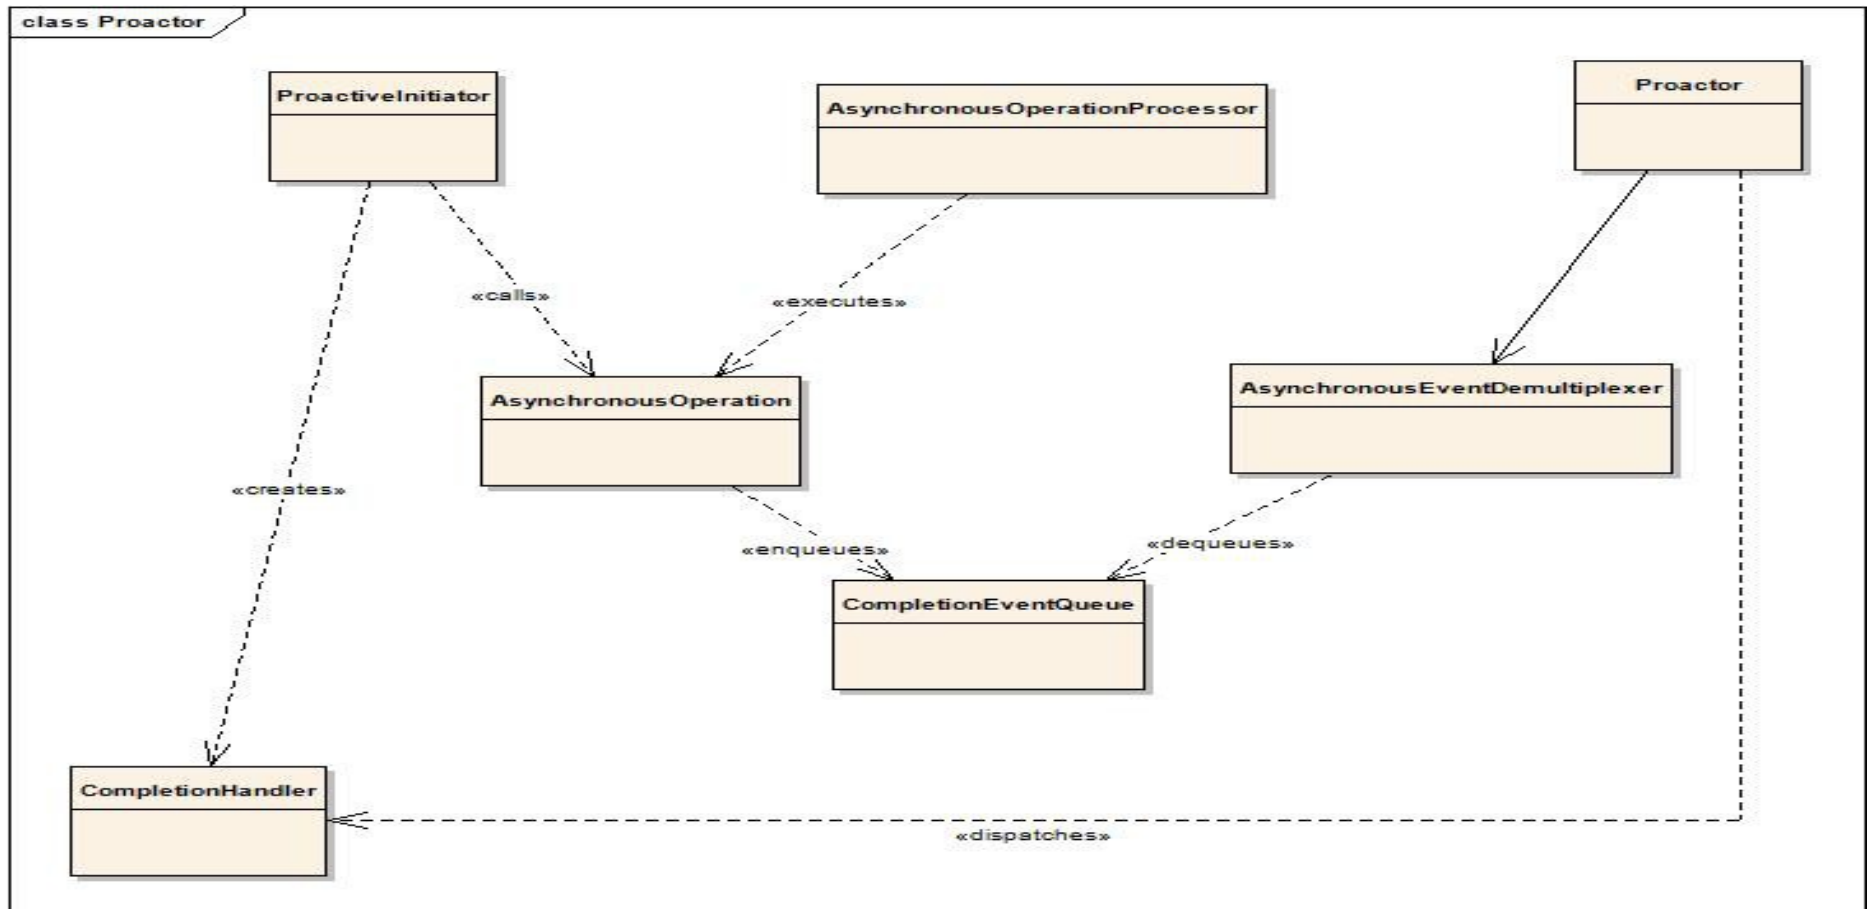 class Proactor
ProactiveInitiator
AsynchronousOperationProcessor
Proactor
«calls»
«executes»
AsynchronousOperation
AsynchronousEventDemultiplexer
«creates»
«enqueues»
«dequeues»
CompletionEventQueue
CompletionHandler
«dispatches»